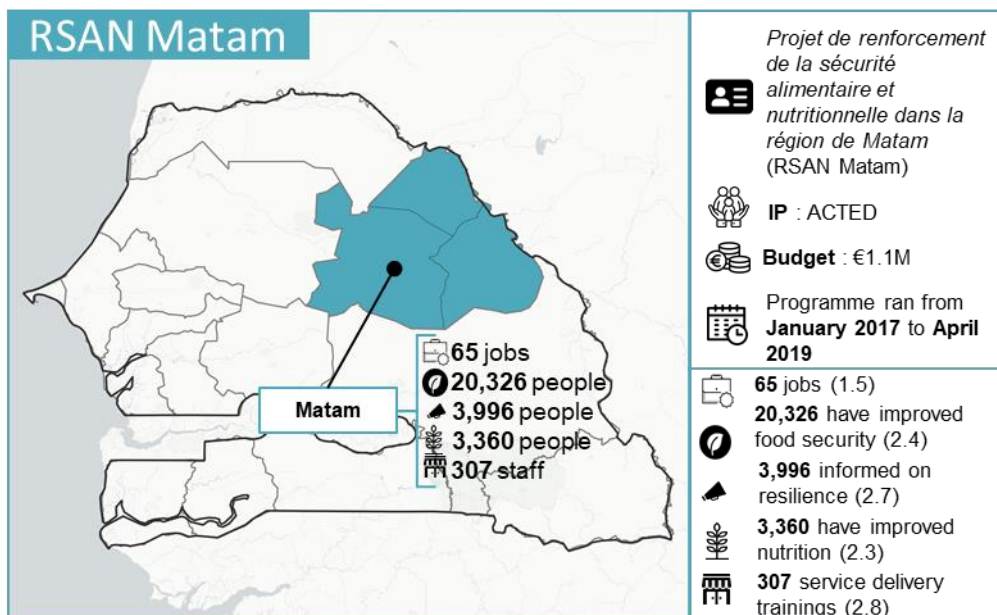 RSAN Matam
Matam
65 jobs
20,326 people
3,996 people
3,360 people
307 staff
Projet de renforcement
de la sécurité
alimentaire et
nutritionnelle dans la
région de Matam
(RSAN Matam)
IP : ACTED
Budget : €1.1M
Programme ran from
January 2017 to April
2019
65 jobs (1.5)
20,326 have improved
food security (2.4)
3,996 informed on
resilience (2.7)
3,360 have improved
nutrition (2.3)
307 service delivery
trainings (2.8)